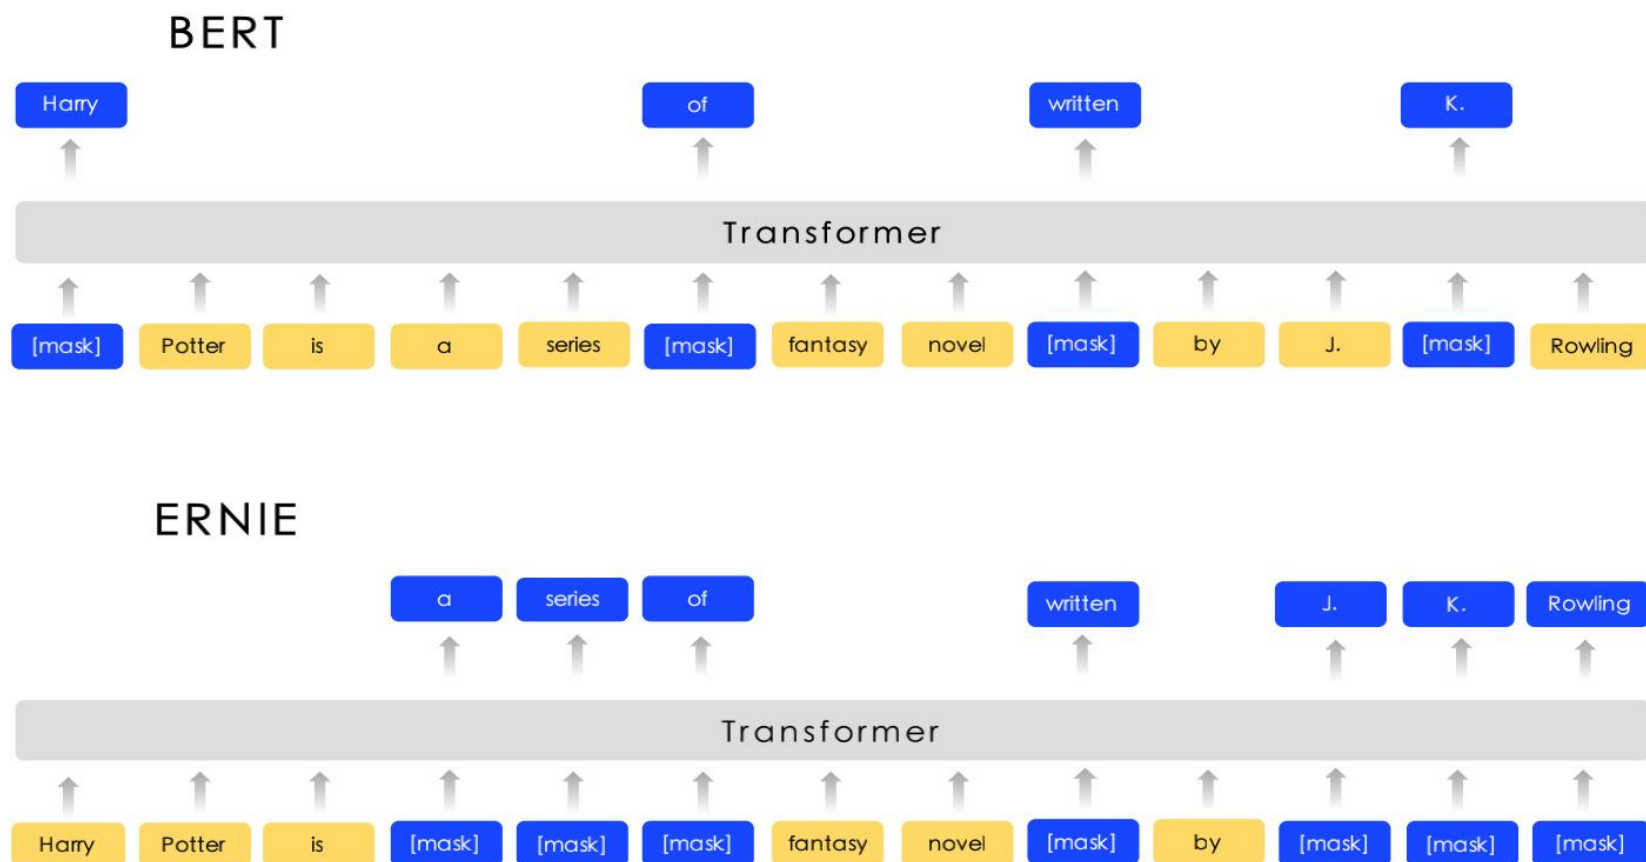 BERT
Harry of written K.
Transformer
[mask] Potter is a series [mask] fantasy novel [mask] by J. [mask] Rowling
ERNIE
a series of written J. K. Rowling
Transformer
Harry Potter is [mask] [mask] [mask] fantasy novel [mask] by [mask] [mask] [mask]